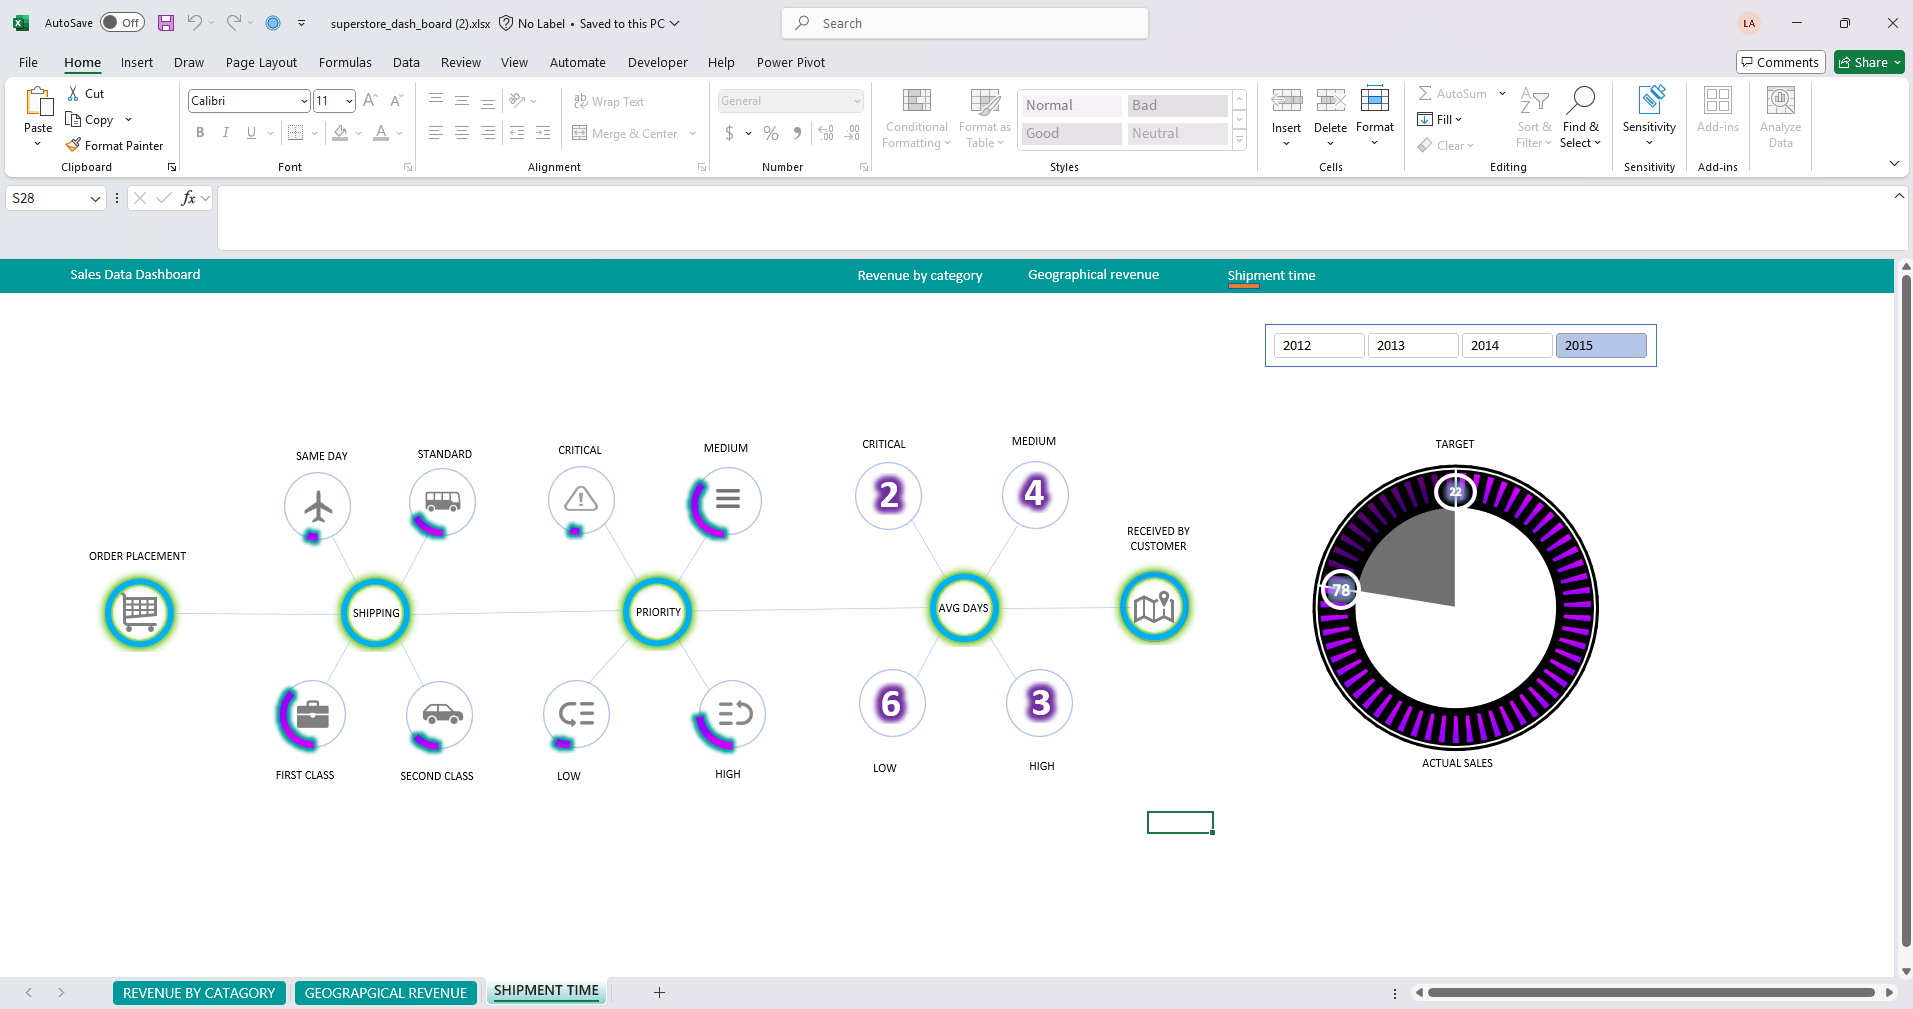 AutoSave Off superstore_dash_board (2).xlsx No Label • Saved to this PC Search LA
File Home Insert Draw Page Layout Formulas Data Review View Automate Developer Help Power Pivot Comments Share
Paste Cut Copy Format Painter Clipboard
Calibri 11 B I U A Font
ab Wrap Text Merge & Center Alignment
General $ % Number
Conditional Formatting Format as Table Normal Bad Good Neutral Styles
Insert Delete Format Cells
AutoSum Fill Clear Sort & Filter Find & Select Editing
Sensitivity Sensitivity
Add-ins Add-ins
Analyze Data
S28 fx
Sales Data Dashboard Revenue by category Geographical revenue Shipment time
2012 2013 2014 2015
SAME DAY STANDARD CRITICAL MEDIUM CRITICAL MEDIUM TARGET
2 4 22
RECEIVED BY
CUSTOMER
ORDER PLACEMENT
78
SHIPPING PRIORITY AVG DAYS
6 3
FIRST CLASS SECOND CLASS LOW HIGH LOW HIGH ACTUAL SALES
REVENUE BY CATAGORY GEOGRAPGICAL REVENUE SHIPMENT TIME